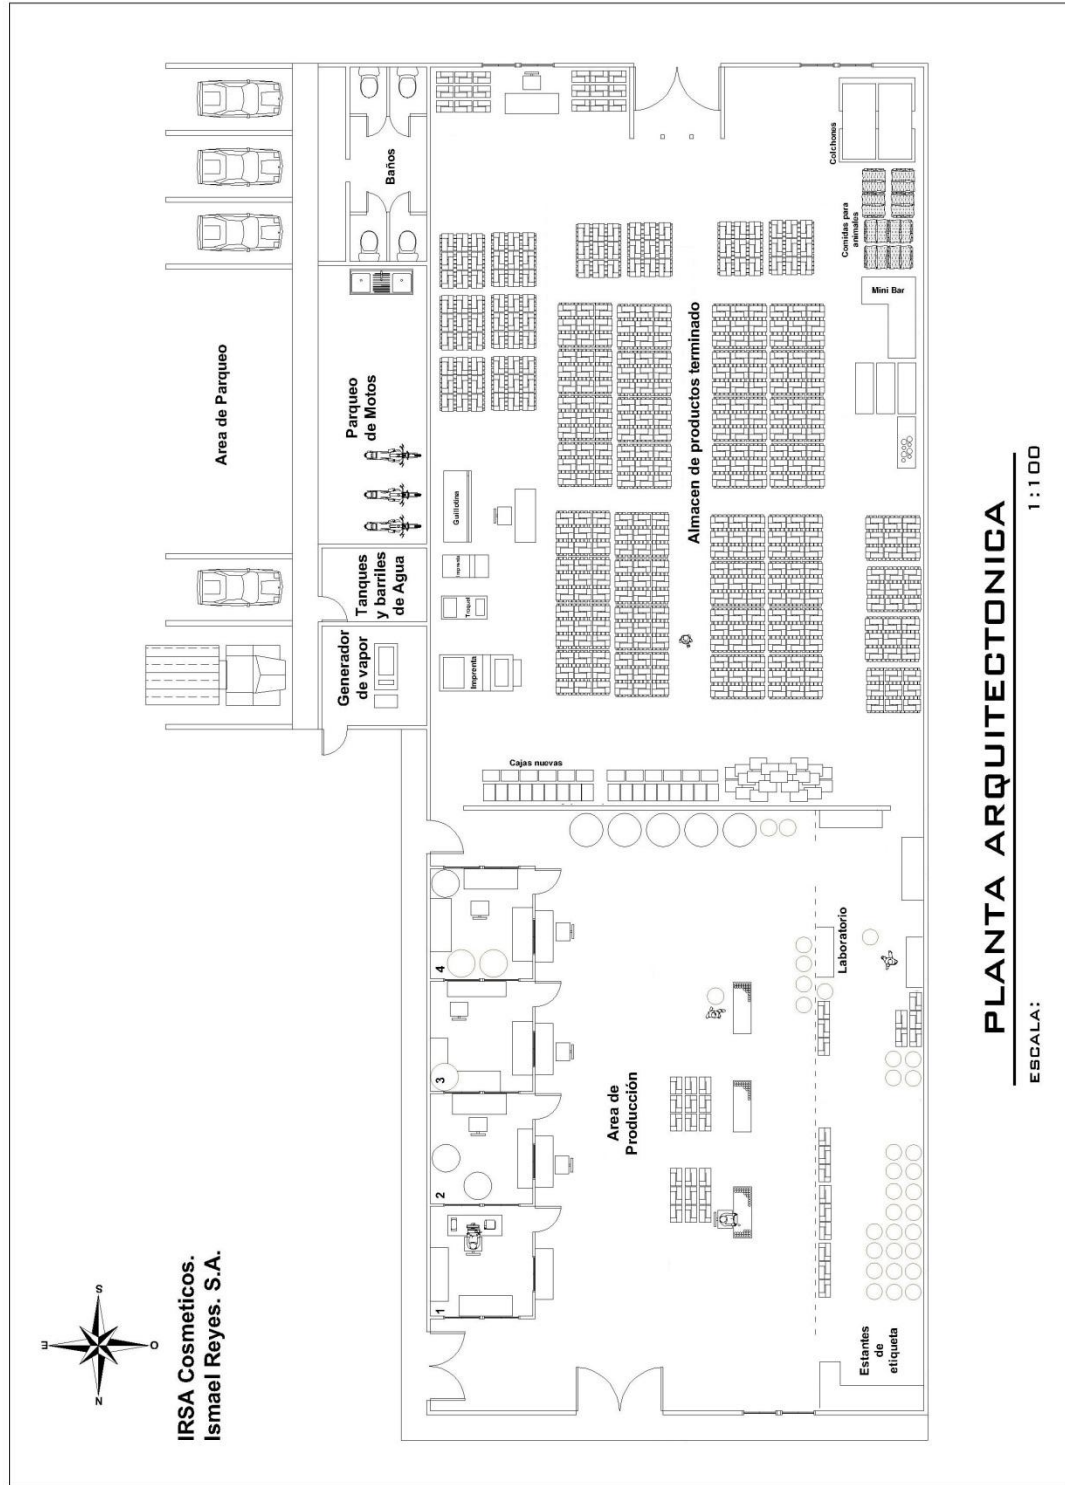 IRSA Cosmeticos.
Ismael Reyes. S.A.
N
S
E
O
Area de Parqueo
Baños
Parqueo
de Motos
Tanques
y barriles
de Agua
Generador
de vapor
Guillotina
Imprenta
Troquel
Imprenta
Cajas nuevas
Almacen de productos terminado
Colchones
Comidas para
animales
Mini Bar
1
2
3
4
Area de
Producción
Laboratorio
Estantes
de
etiqueta
PLANTA ARQUITECTONICA
ESCALA:
1:100